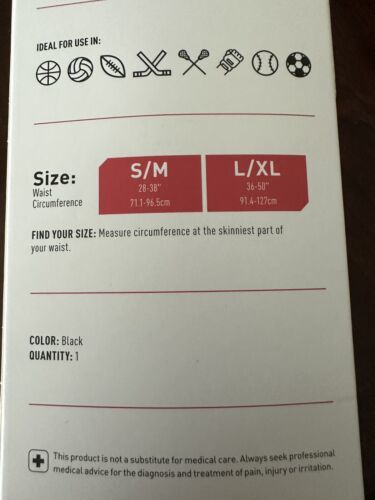 IDEAL FOR USE IN:
Size:
Waist
Circumference
S/M
28-38"
71.1-96.5cm
L/XL
36-50"
91.4-127cm
FIND YOUR SIZE: Measure circumference at the skinniest part of
your waist.
COLOR: Black
QUANTITY: 1
This product is not a substitute for medical care. Always seek professional
medical advice for the diagnosis and treatment of pain, injury or irritation.